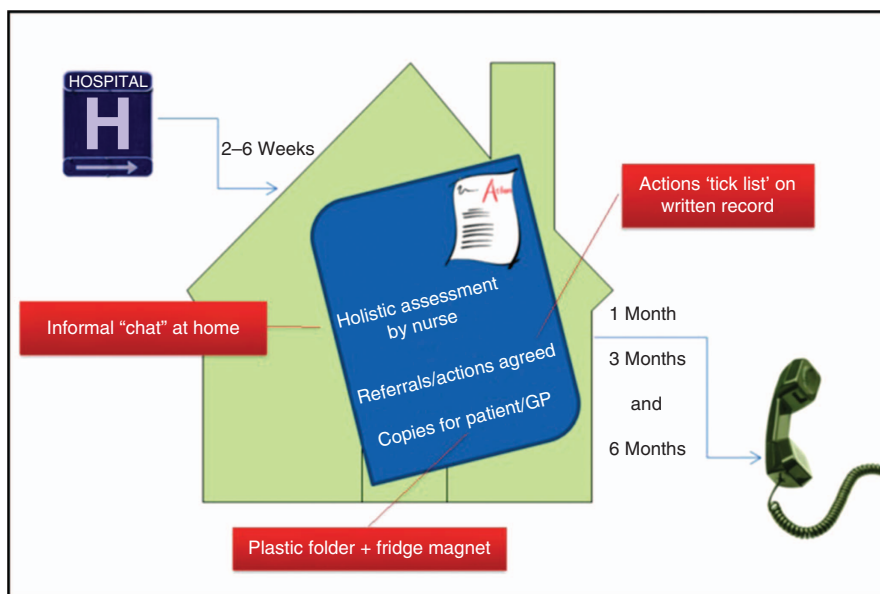 HOSPITAL
H
2–6 Weeks
Action
Actions ‘tick list’ on
written record
Informal “chat” at home
Holistic assessment
by nurse
Referrals/actions agreed
Copies for patient/GP
1 Month
3 Months
and
6 Months
Plastic folder + fridge magnet